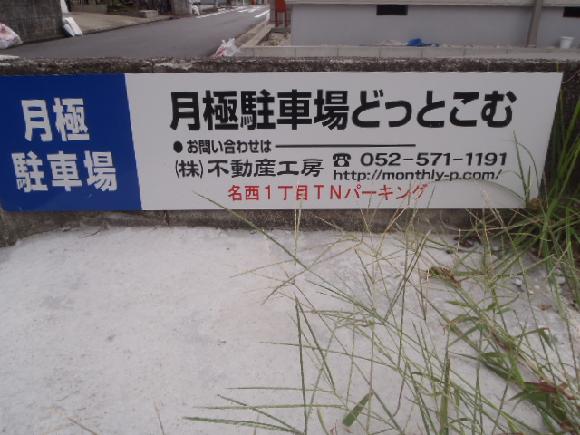 月極
駐車場
月極駐車場どっとこむ
●お問い合わせは
(株)不動産工房 ☎ 052-571-1191
http://monthly-p.com/
名西1丁目TNパーキング